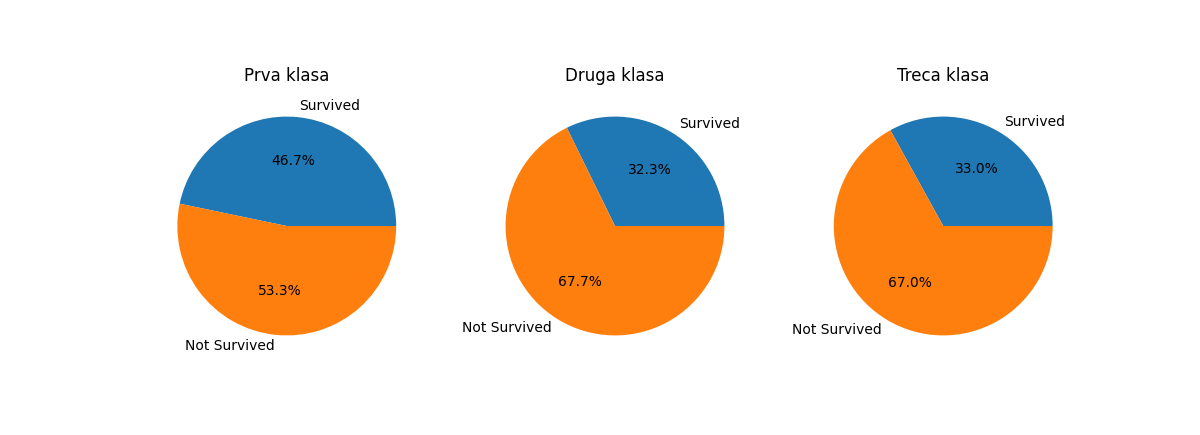 Prva klasa
Survived
46.7%
53.3%
Not Survived
Druga klasa
Survived
32.3%
67.7%
Not Survived
Treca klasa
Survived
33.0%
67.0%
Not Survived